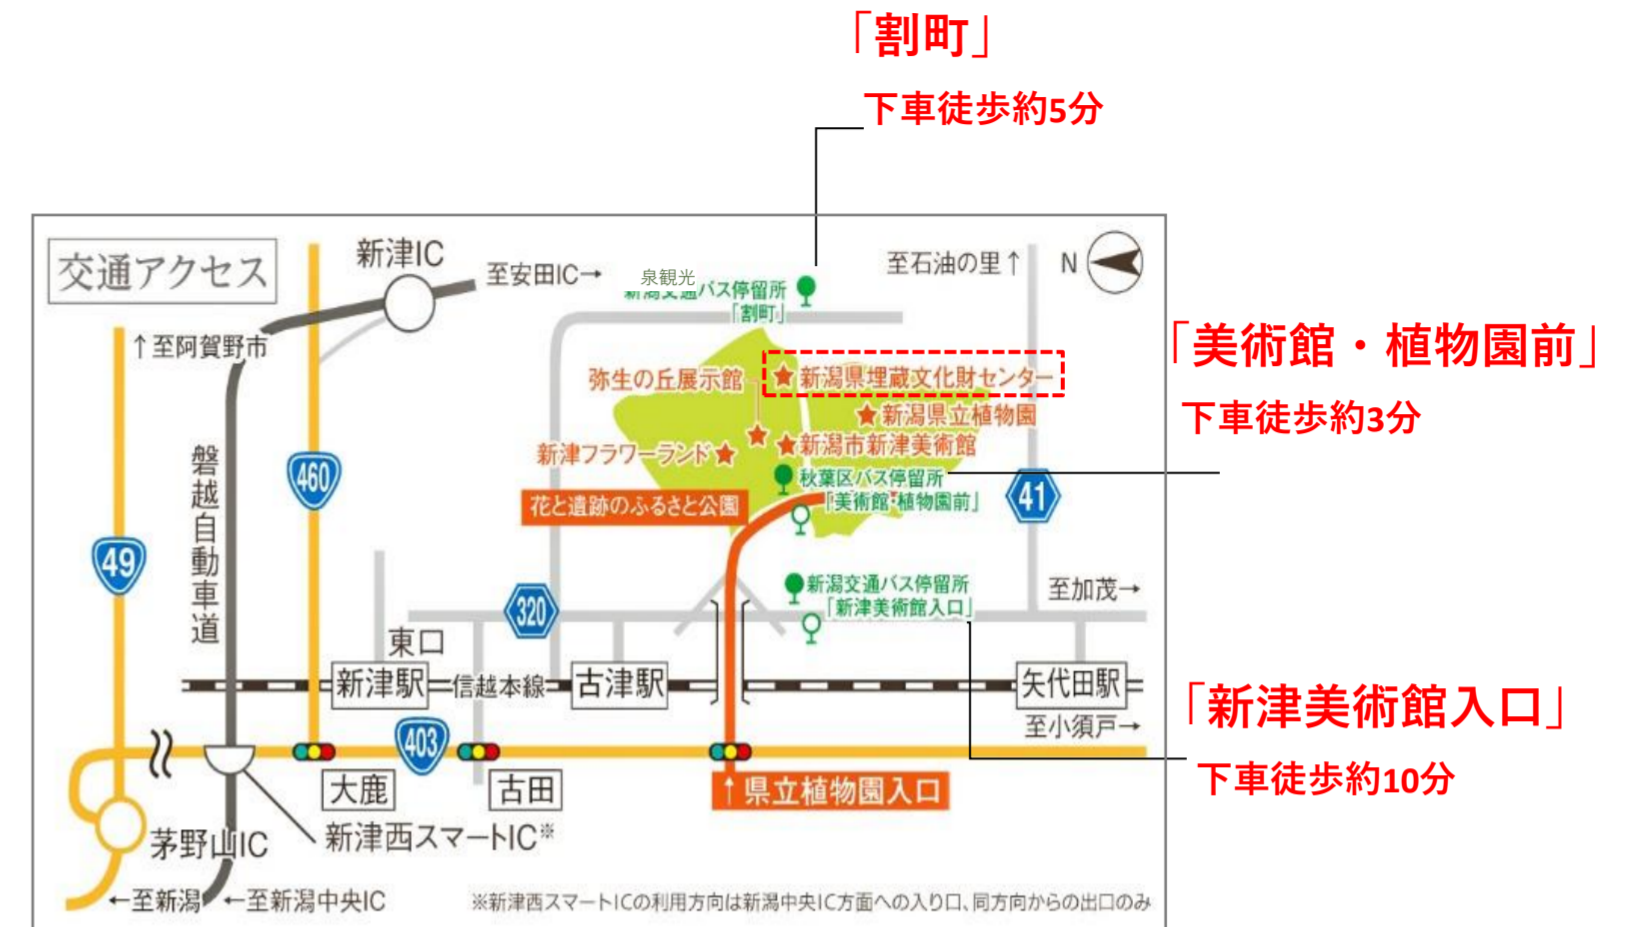 「割町」
下車徒歩約5分
交通アクセス
新津IC
至安田IC→
泉観光
新潟交通バス停留所
「割町」
至石油の里↑
N
↑至阿賀野市
弥生の丘展示館
新潟県埋蔵文化財センター
新潟県立植物園
新潟市新津美術館
新津フラワーランド
秋葉区バス停留所
「美術館・植物園前」
花と遺跡のふるさと公園
「美術館・植物園前」
下車徒歩約3分
460
41
磐越自動車道
49
新潟交通バス停留所
「新津美術館入口」
至加茂→
320
東口
新津駅
信越本線
古津駅
矢代田駅
至小須戸→
403
「新津美術館入口」
下車徒歩約10分
大鹿
古田
↑県立植物園入口
新津西スマートIC※
茅野山IC
←至新潟
←至新潟中央IC
※新津西スマートICの利用方向は新潟中央IC方面への入り口、同方向からの出口のみ